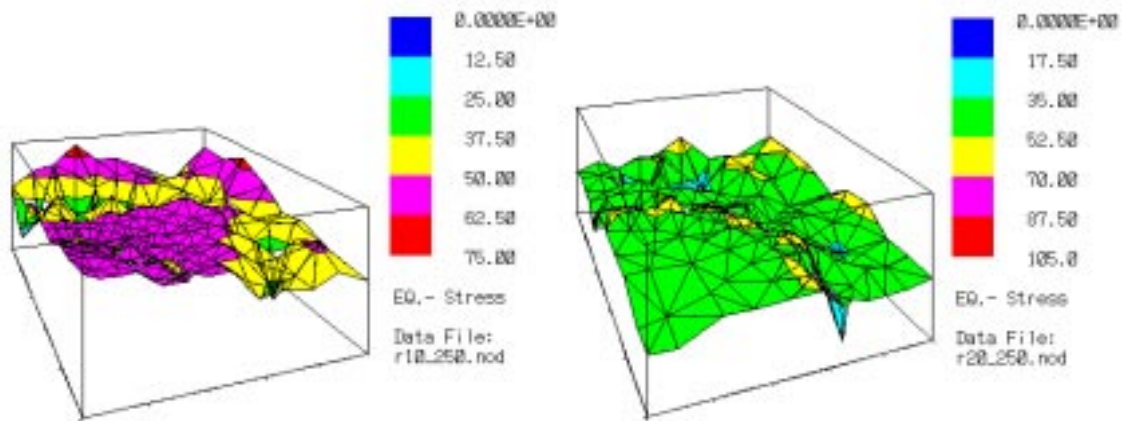 0.0000E+00
12.50
25.00
37.50
50.00
62.50
75.00
EQ.- Stress
Data File:
r10_250.mod
0.0000E+00
17.50
35.00
52.50
70.00
87.50
105.0
EQ.- Stress
Data File:
r20_250.mod